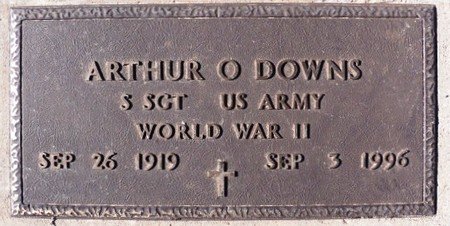 ARTHUR O DOWNS
S SGT US ARMY
WORLD WAR II
SEP 26 1919 SEP 3 1996